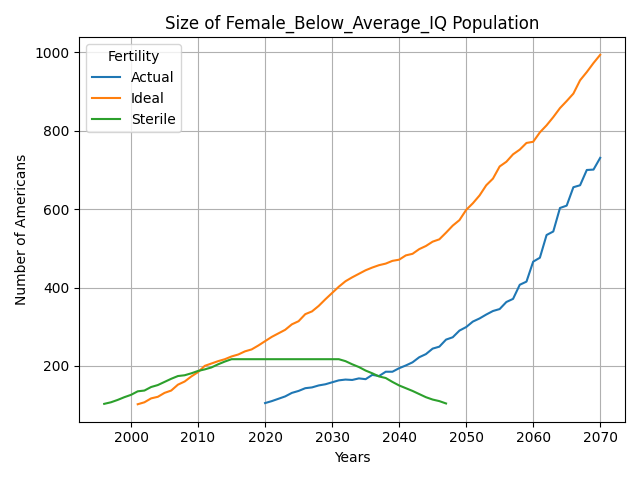 Size of Female_Below_Average_IQ Population
Fertility
Actual
Ideal
Sterile
Number of Americans
1000
800
600
400
200
2000 2010 2020 2030 2040 2050 2060 2070
Years